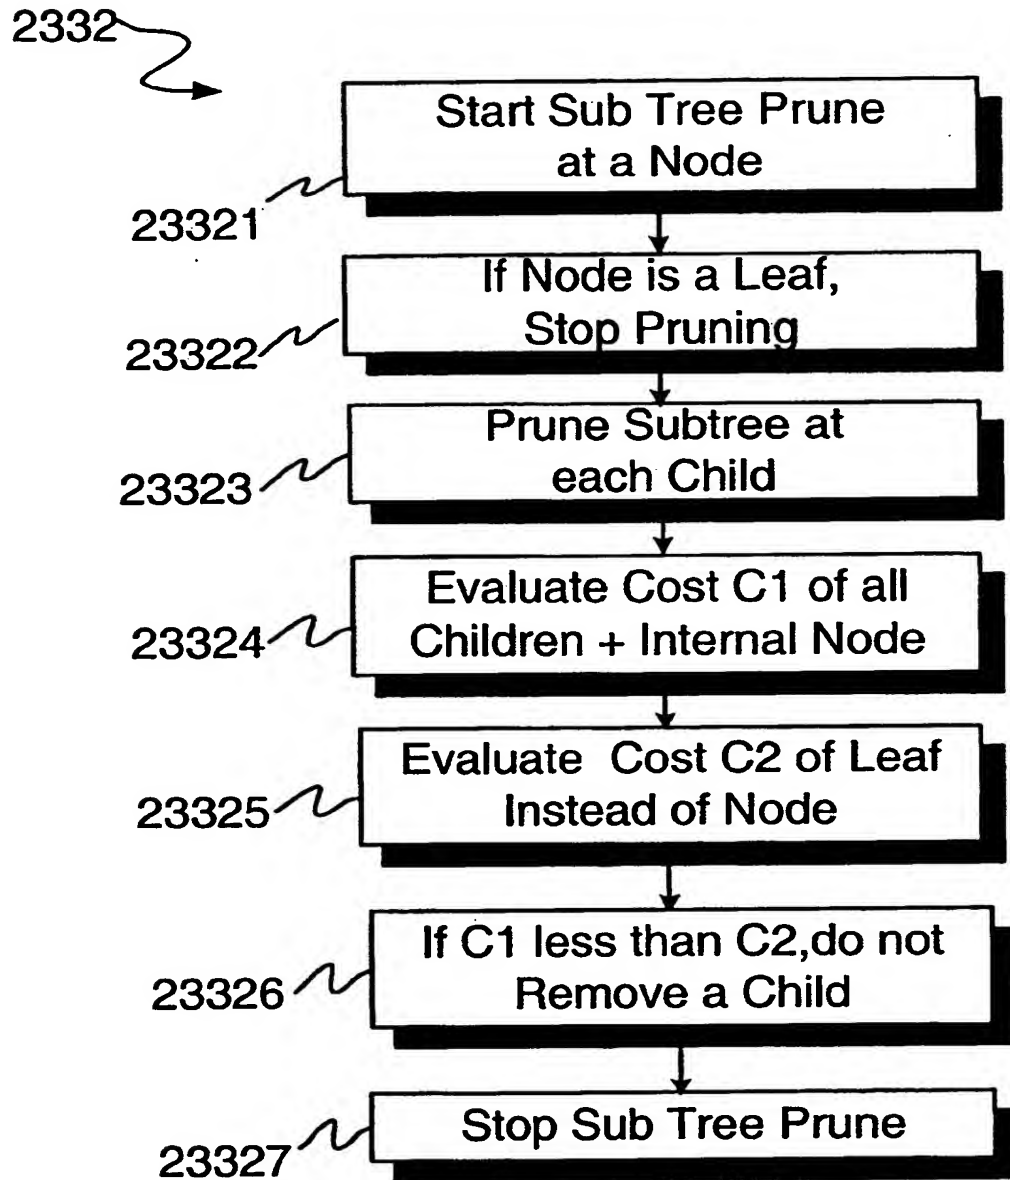 2332
Start Sub Tree Prune
at a Node
23321
If Node is a Leaf,
Stop Pruning
23322
Prune Subtree at
each Child
23323
Evaluate Cost C1 of all
Children + Internal Node
23324
Evaluate Cost C2 of Leaf
Instead of Node
23325
If C1 less than C2,do not
Remove a Child
23326
Stop Sub Tree Prune
23327